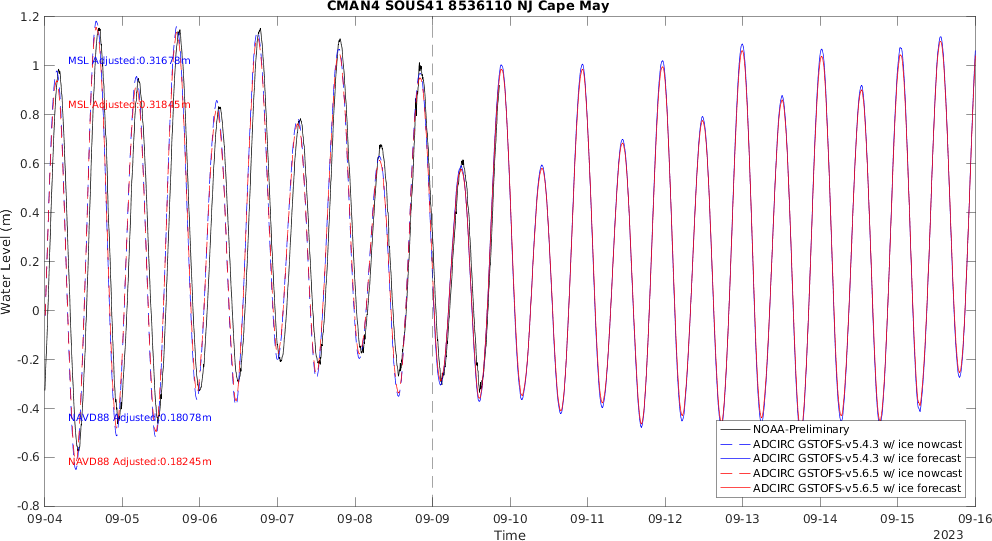 CMAN4 SOUS41 8536110 NJ Cape May
1.2
1
0.8
0.6
0.4
0.2
0
-0.2
-0.4
-0.6
-0.8
Water Level (m)
MSL Adjusted:0.31678m
MSL Adjusted:0.31845m
NAVD88 Adjusted:0.18078m
NAVD88 Adjusted:0.18245m
NOAA-Preliminary
ADCIRC GSTOFS-v5.4.3 w/ ice nowcast
ADCIRC GSTOFS-v5.4.3 w/ ice forecast
ADCIRC GSTOFS-v5.6.5 w/ ice nowcast
ADCIRC GSTOFS-v5.6.5 w/ ice forecast
09-04 09-05 09-06 09-07 09-08 09-09 09-10 09-11 09-12 09-13 09-14 09-15 09-16
Time
2023